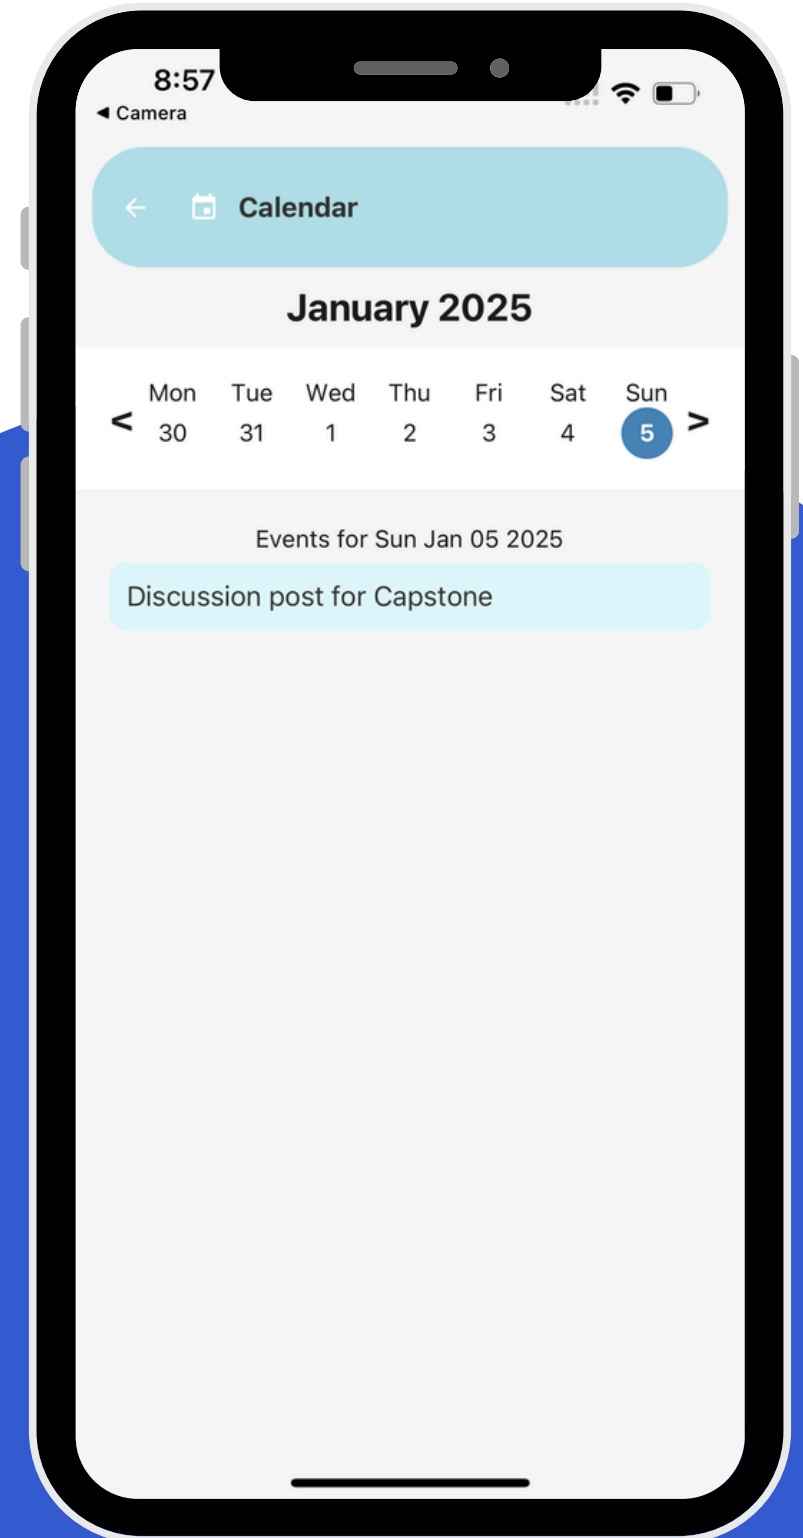 8:57
◀ Camera
Calendar
January 2025
Mon Tue Wed Thu Fri Sat Sun
< 30 31 1 2 3 4 5 >
Events for Sun Jan 05 2025
Discussion post for Capstone